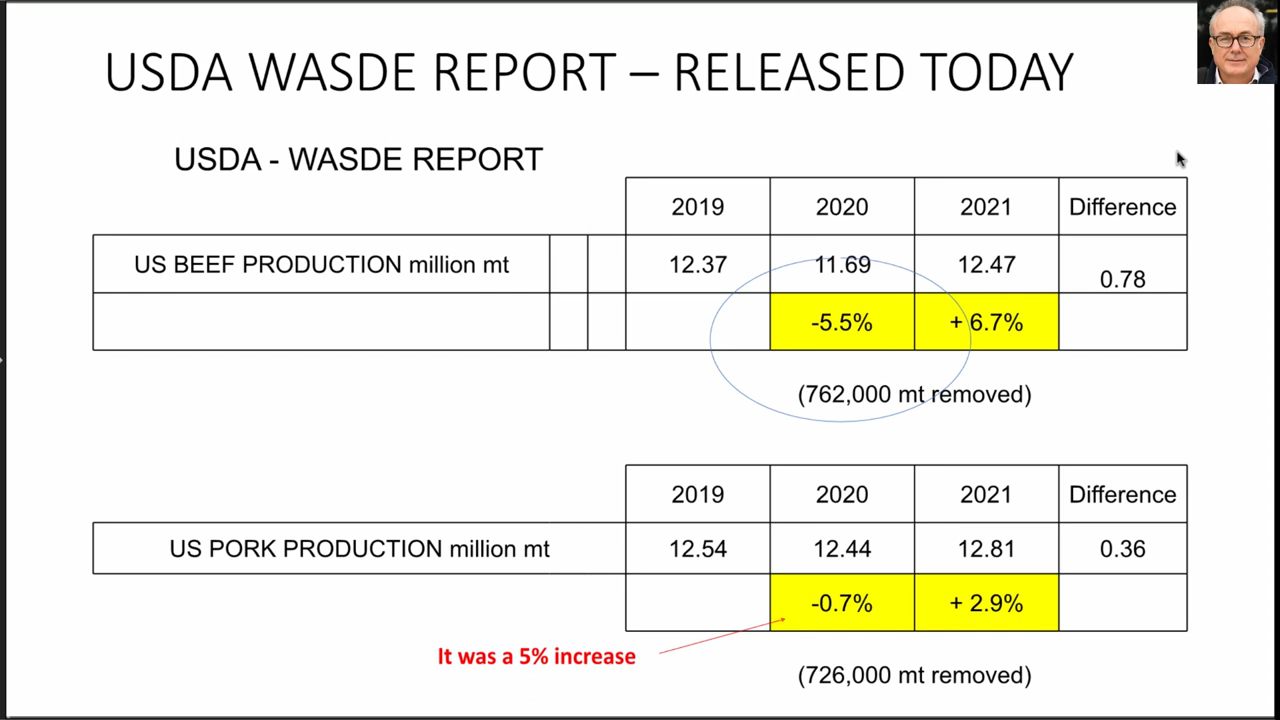 USDA WASDE REPORT – RELEASED TODAY
USDA - WASDE REPORT
2019 2020 2021 Difference
US BEEF PRODUCTION million mt 12.37 11.69 12.47 0.78
-5.5% + 6.7%
(762,000 mt removed)
2019 2020 2021 Difference
US PORK PRODUCTION million mt 12.54 12.44 12.81 0.36
-0.7% + 2.9%
It was a 5% increase
(726,000 mt removed)